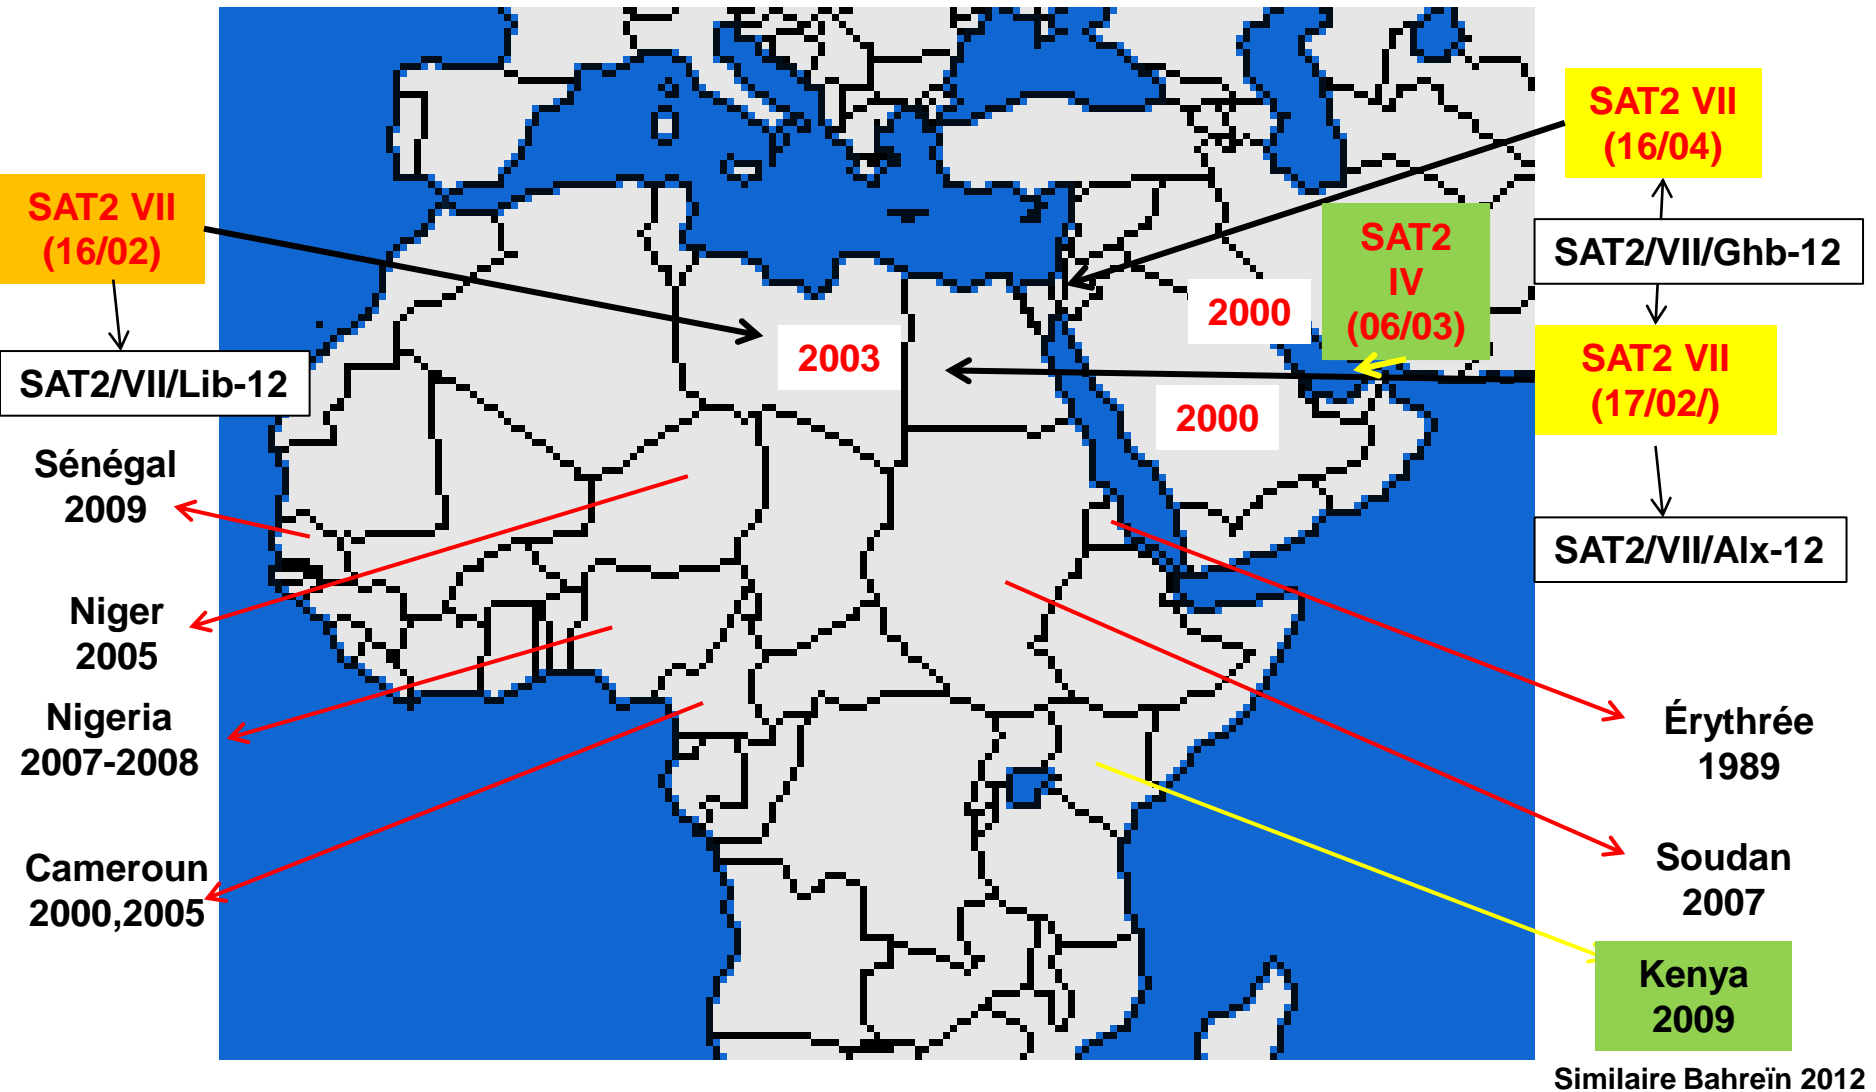 SAT2 VII
(16/04)
SAT2 VII
(16/02)
SAT2
IV
(06/03)
SAT2/VII/Ghb-12
2000
2003
SAT2 VII
(17/02/)
SAT2/VII/Lib-12
2000
Sénégal
2009
SAT2/VII/Alx-12
Niger
2005
Nigeria
2007-2008
Érythrée
1989
Cameroun
2000,2005
Soudan
2007
Kenya
2009
Similaire Bahreïn 2012